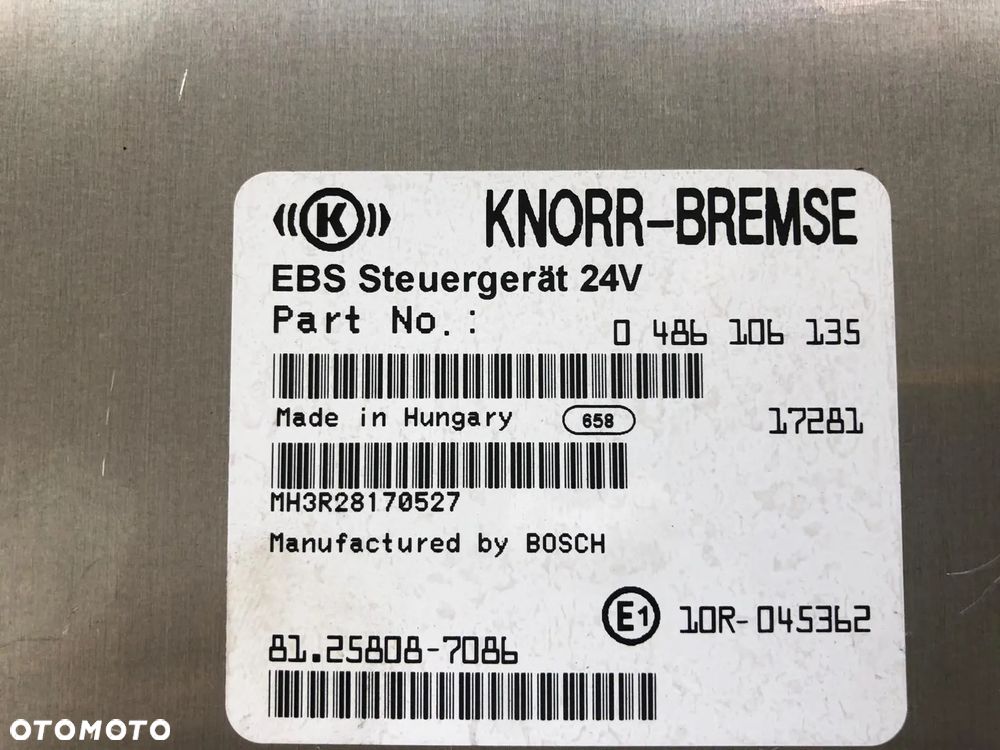 ((K)) KNORR-BREMSE
EBS Steuergerät 24V
Part No.: 0 486 106 135
Made in Hungary 658 17281
MH3R28170527
Manufactured by BOSCH
E1 10R-045362
81.25808-7086
OTOMOTO